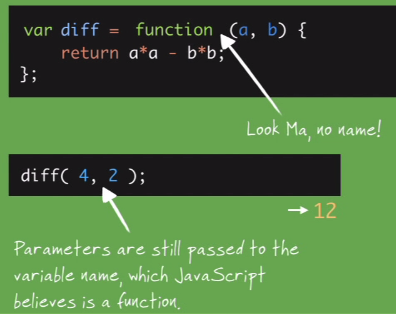 var diff = function (a, b) {
return a*a - b*b;
};
Look Ma, no name!
diff( 4, 2 );
→ 12
Parameters are still passed to the
variable name, which JavaScript
believes is a function.